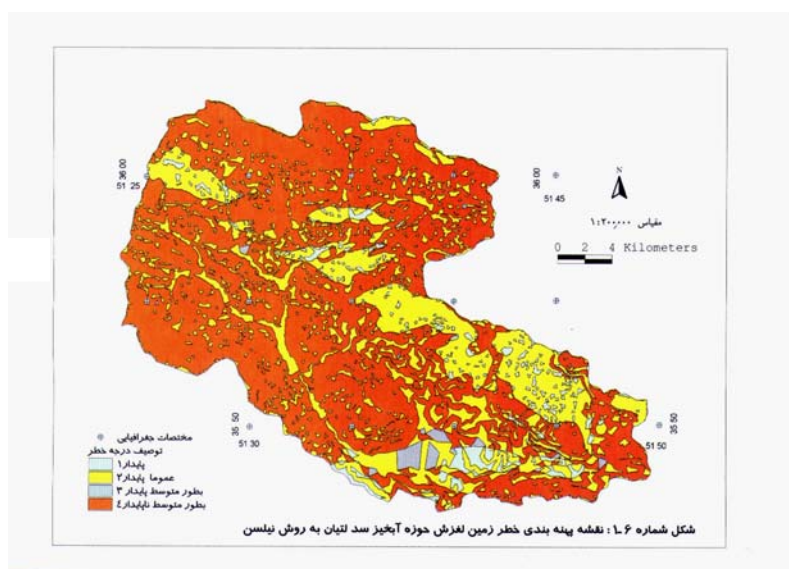 36 00
51 25
36 00
51 45
N
مقیاس ۱:۲۰۰,۰۰۰
0 2 4 Kilometers
35 50
51 30
35 50
51 50
مختصات جغرافیایی
توصیف درجه خطر
پایدار۱
عموما پایدار۲
بطور متوسط پایدار ۳
بطور متوسط ناپایدار٤
شکل شماره ۶-۱: نقشه پهنه بندی خطر زمین لغزش حوزه آبخیز سد لتیان به روش نیلسن